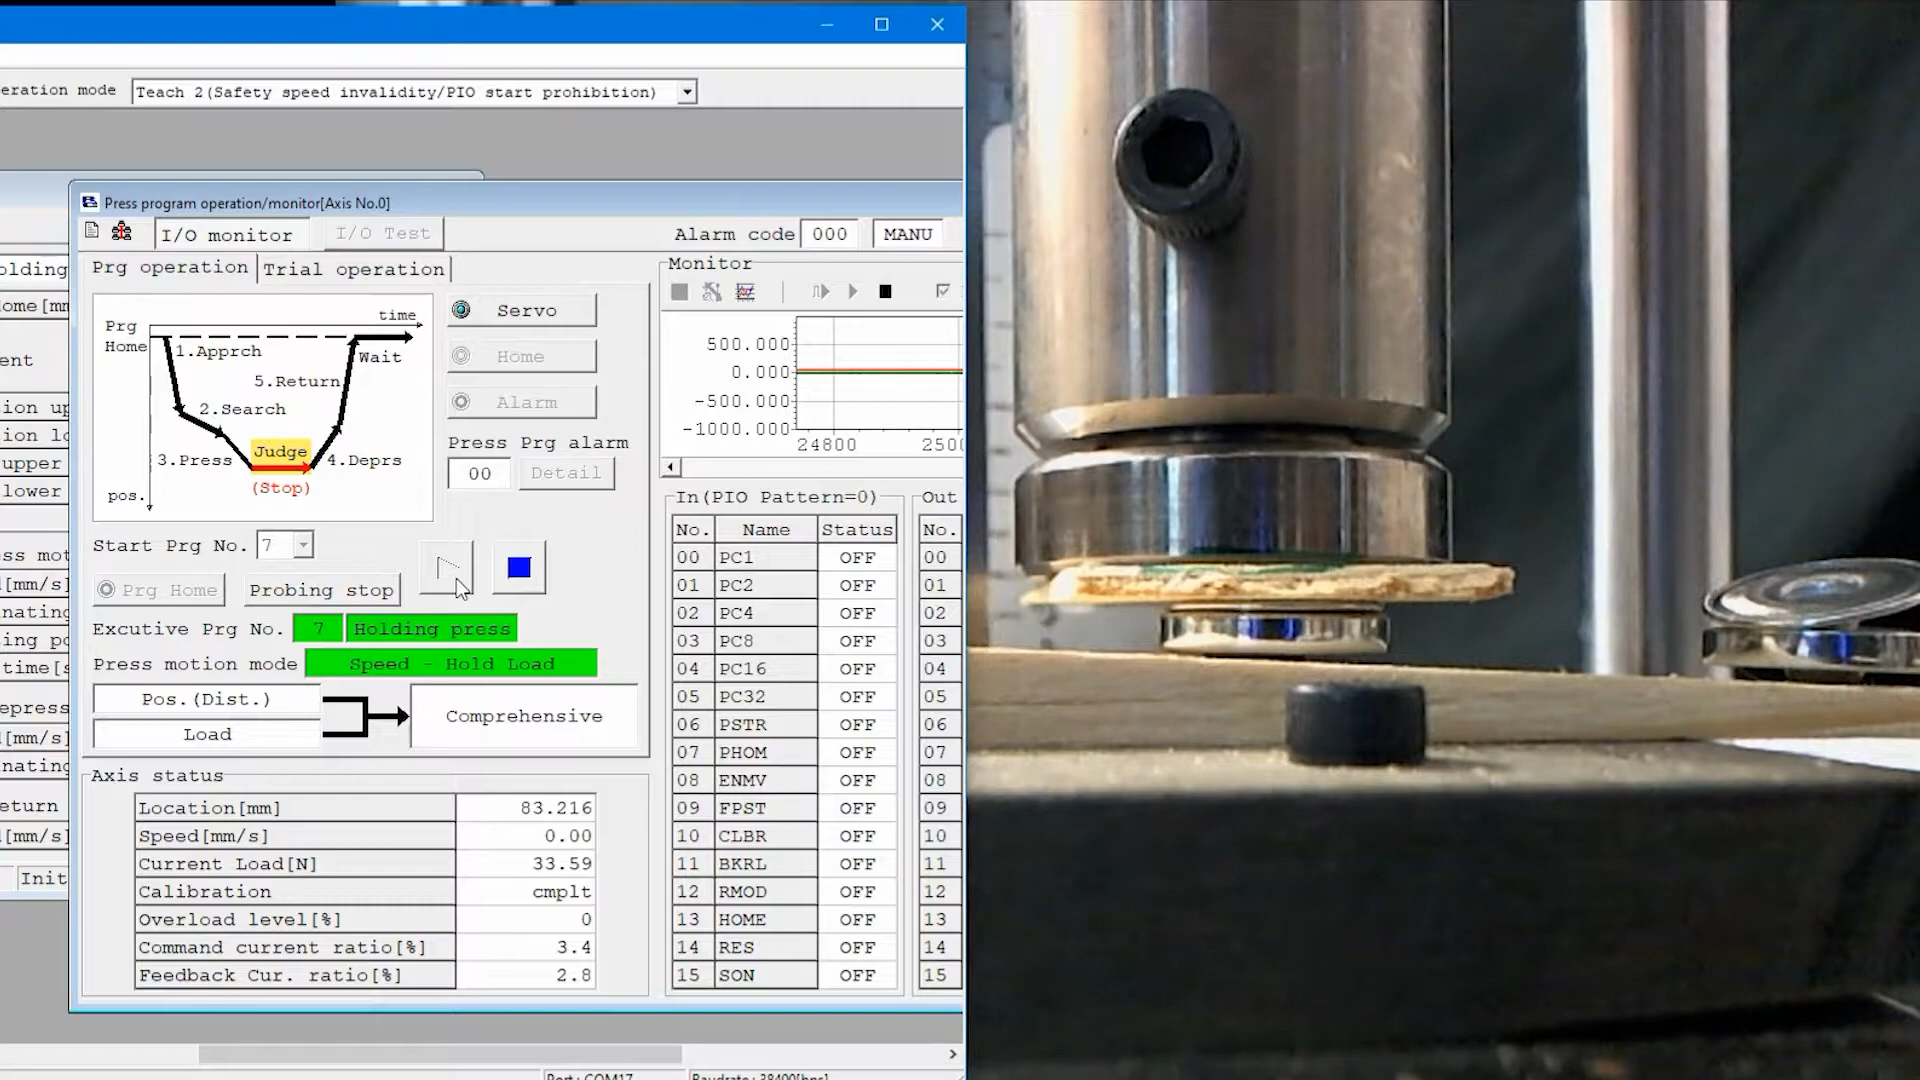 eration mode Teach 2(Safety speed invalidity/PIO start prohibition)
Press program operation/monitor[Axis No.0]
I/O monitor I/O Test Alarm code 000 MANU
Prg operation Trial operation
Prg Home
time
1.Apprch
Wait
5.Return
2.Search
Judge
3.Press
4.Deprs
(Stop)
pos.
Servo
Home
Alarm
Press Prg alarm
00 Detail
Start Prg No. 7
Prg Home Probing stop
Excutive Prg No. 7 Holding press
Press motion mode Speed - Hold Load
Pos.(Dist.)
Load
Comprehensive
Axis status
Location[mm] 83.216
Speed[mm/s] 0.00
Current Load[N] 33.59
Calibration cmplt
Overload level[%] 0
Command current ratio[%] 3.4
Feedback Cur. ratio[%] 2.8
Monitor
500.000
0.000
-500.000
-1000.000
24800 250
In(PIO Pattern=0) Out
No. Name Status No.
00 PC1 OFF 00
01 PC2 OFF 01
02 PC4 OFF 02
03 PC8 OFF 03
04 PC16 OFF 04
05 PC32 OFF 05
06 PSTR OFF 06
07 PHOM OFF 07
08 ENMV OFF 08
09 FPST OFF 09
10 CLBR OFF 10
11 BKRL OFF 11
12 RMOD OFF 12
13 HOME OFF 13
14 RES OFF 14
15 SON OFF 15
olding
ome[mm
ent
ion up
ion lo
upper
lower
ss mot
[mm/s]
nating
ing po
time[s
epress
[mm/s]
nating
eturn
[mm/s]
Init
Port : COM17 Baudrate : 38400[bps]